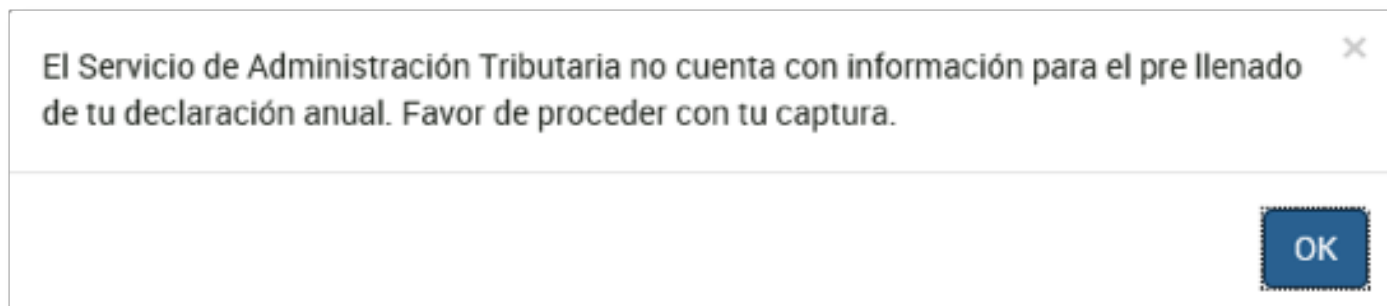 El Servicio de Administración Tributaria no cuenta con información para el pre llenado
de tu declaración anual. Favor de proceder con tu captura.
OK